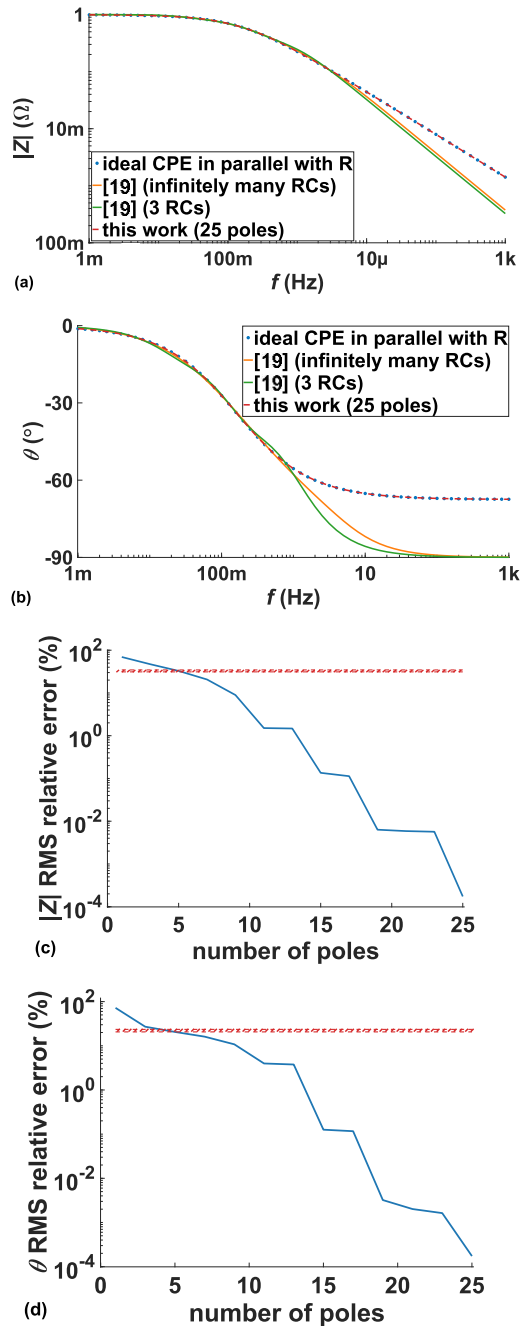 1
10m
100m
|Z| (Ω)
ideal CPE in parallel with R
[19] (infinitely many RCs)
[19] (3 RCs)
this work (25 poles)
1m 100m 10µ 1k
f (Hz)
(a)
0
-30
-60
-90
θ (°)
ideal CPE in parallel with R
[19] (infinitely many RCs)
[19] (3 RCs)
this work (25 poles)
1m 100m 10 1k
f (Hz)
(b)
10²
10⁰
10⁻²
10⁻⁴
|Z| RMS relative error (%)
0 5 10 15 20 25
number of poles
(c)
10²
10⁰
10⁻²
10⁻⁴
θ RMS relative error (%)
0 5 10 15 20 25
number of poles
(d)